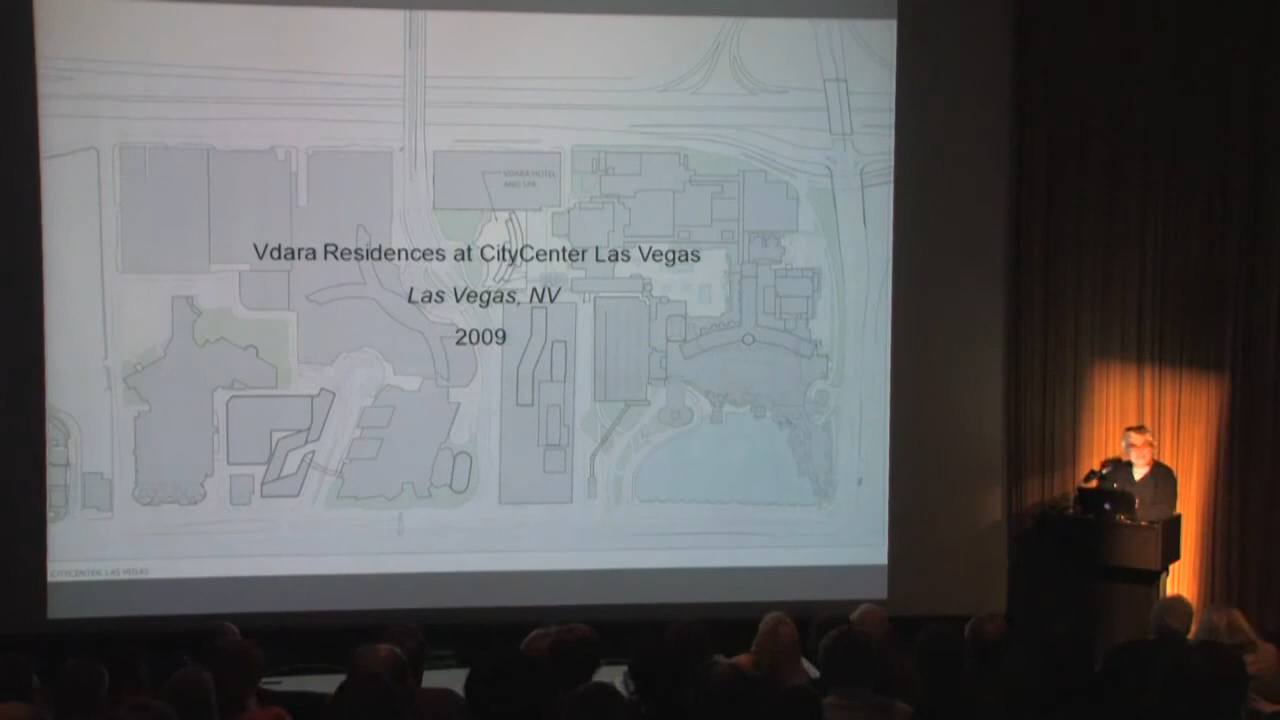 VDARA HOTEL
AND SPA
Vdara Residences at CityCenter Las Vegas
Las Vegas, NV
2009
CITYCENTER, LAS VEGAS